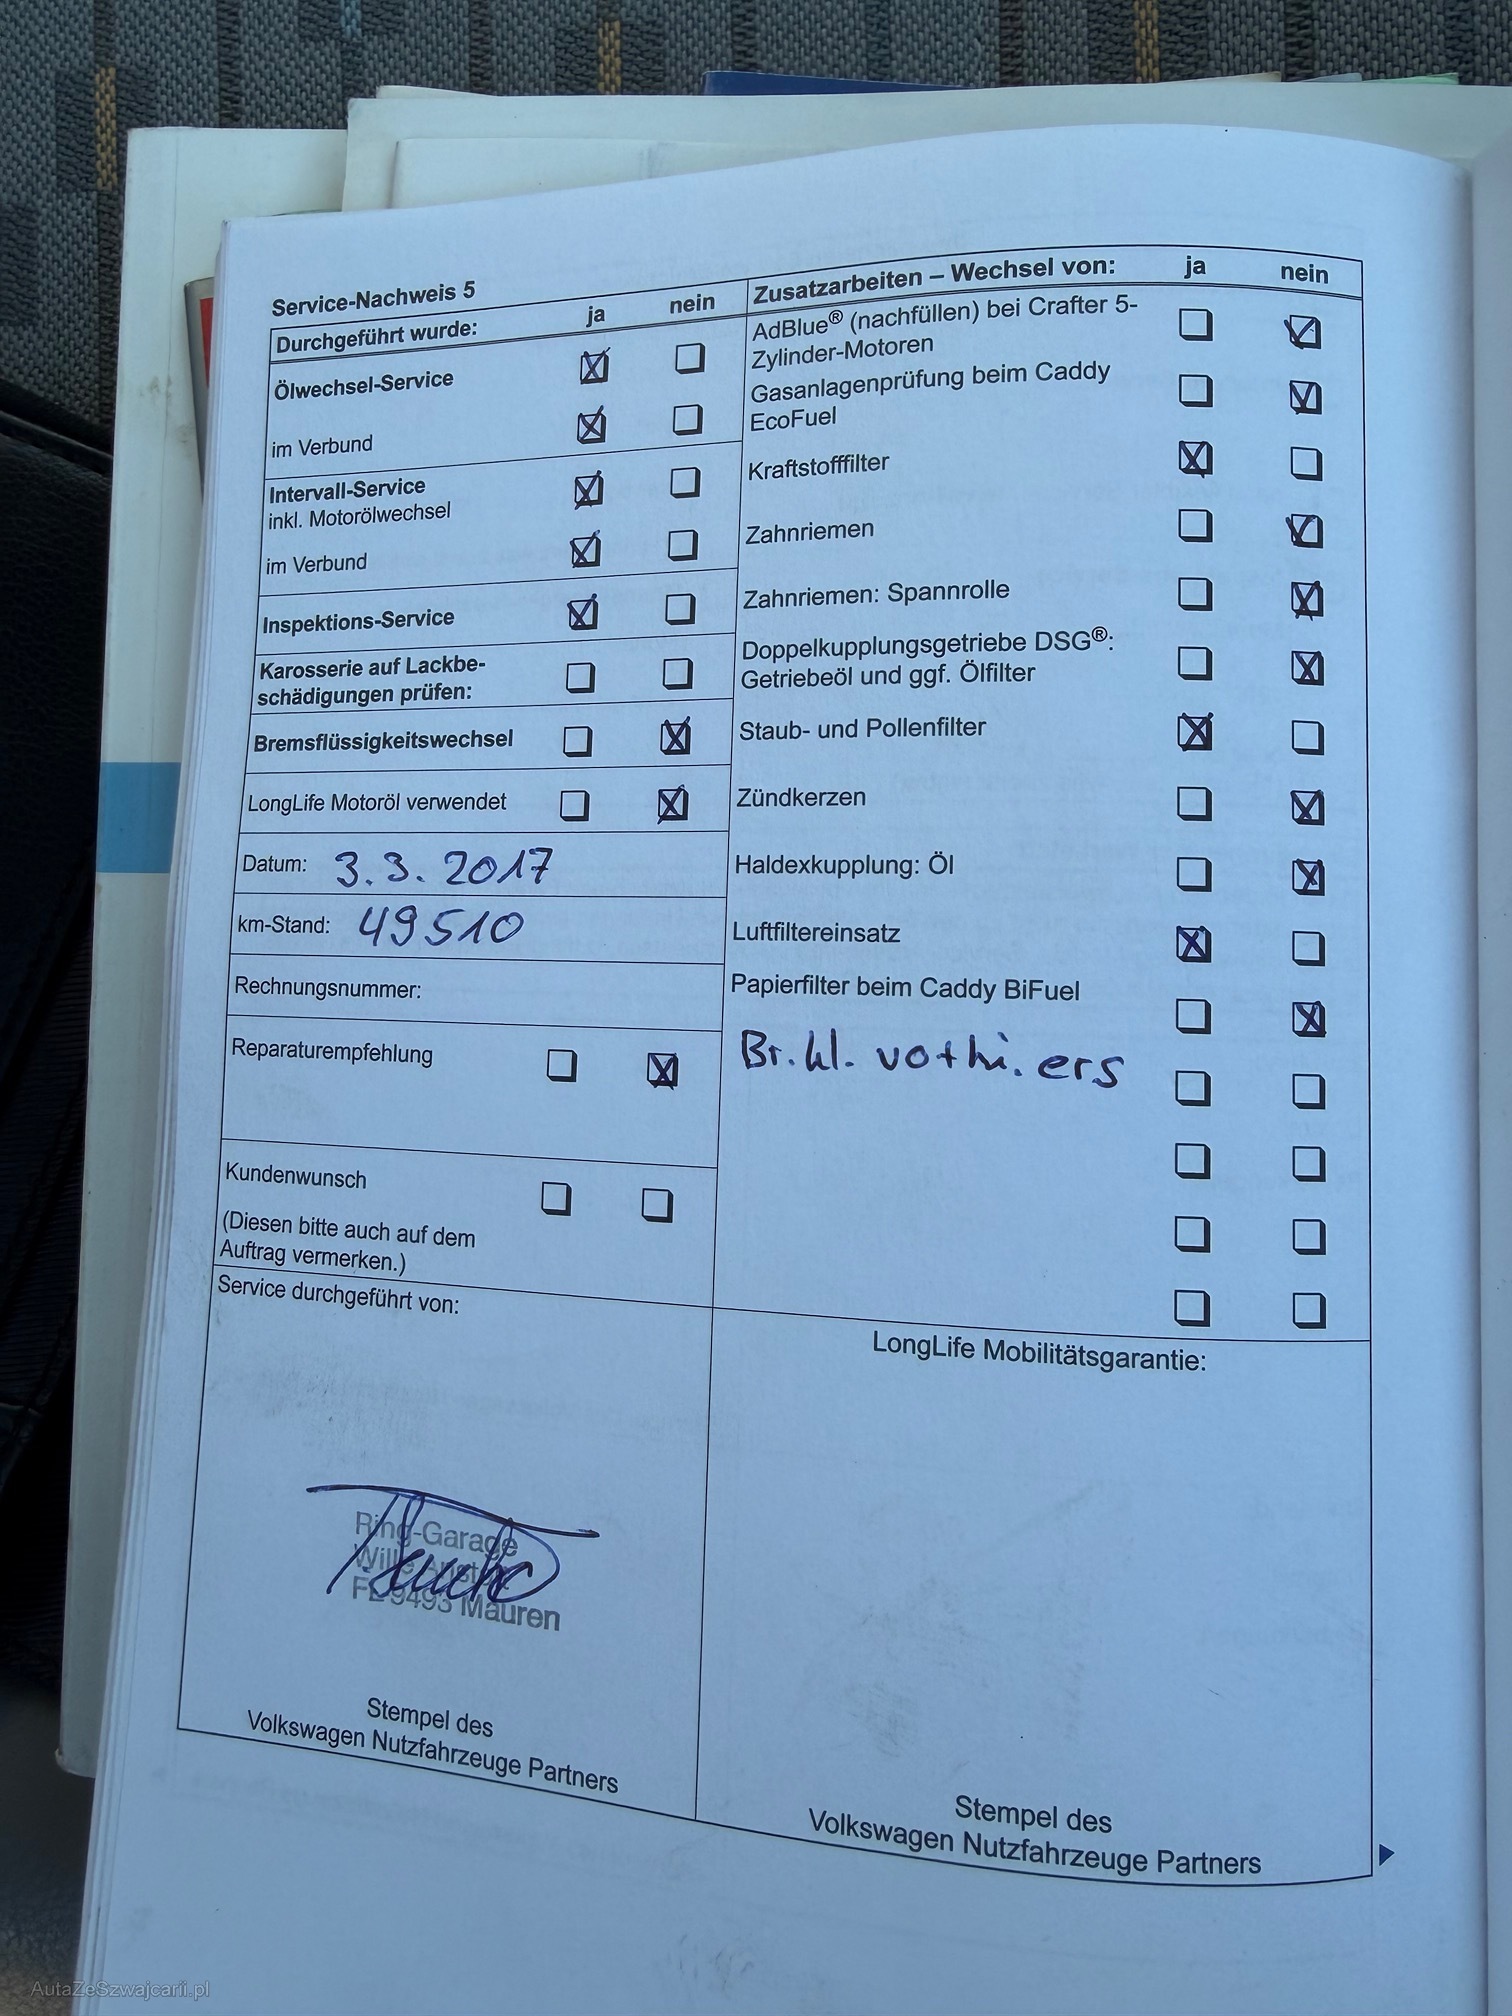 Service-Nachweis 5
Durchgeführt wurde: ja nein
Ölwechsel-Service
im Verbund
Intervall-Service
inkl. Motorölwechsel
im Verbund
Inspektions-Service
Karosserie auf Lackbe-
schädigungen prüfen:
Bremsflüssigkeitswechsel
LongLife Motoröl verwendet
Datum: 3.3.2017
km-Stand: 49510
Rechnungsnummer:
Reparaturempfehlung
Kundenwunsch
(Diesen bitte auch auf dem
Auftrag vermerken.)
Service durchgeführt von:
Ring-Garage
FL 9493 Mauren
Stempel des
Volkswagen Nutzfahrzeuge Partners
Zusatzarbeiten – Wechsel von: ja nein
AdBlue® (nachfüllen) bei Crafter 5-
Zylinder-Motoren
Gasanlagenprüfung beim Caddy
EcoFuel
Kraftstofffilter
Zahnriemen
Zahnriemen: Spannrolle
Doppelkupplungsgetriebe DSG®:
Getriebeöl und ggf. Ölfilter
Staub- und Pollenfilter
Zündkerzen
Haldexkupplung: Öl
Luftfiltereinsatz
Papierfilter beim Caddy BiFuel
Br.kl. vo+hi. ers
LongLife Mobilitätsgarantie:
Stempel des
Volkswagen Nutzfahrzeuge Partners
AutaZeSzwajcarii.pl